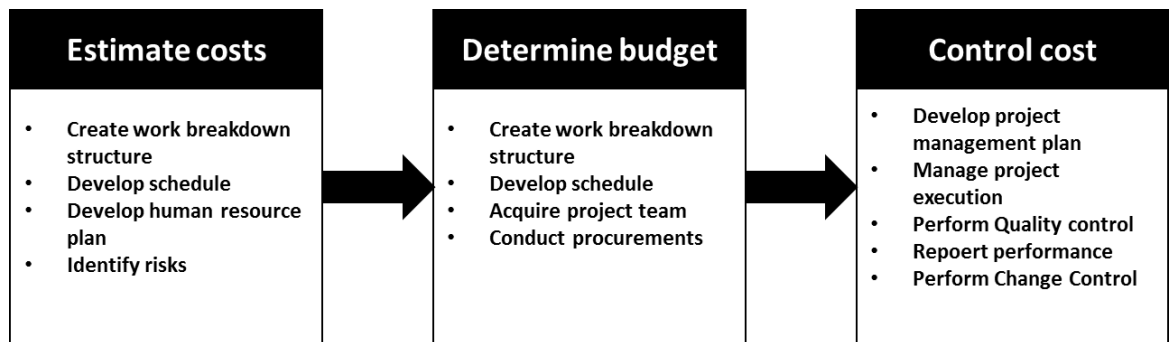 Estimate costs
• Create work breakdown
structure
• Develop schedule
• Develop human resource
plan
• Identify risks
Determine budget
• Create work breakdown
structure
• Develop schedule
• Acquire project team
• Conduct procurements
Control cost
• Develop project
management plan
• Manage project
execution
• Perform Quality control
• Repoert performance
• Perform Change Control